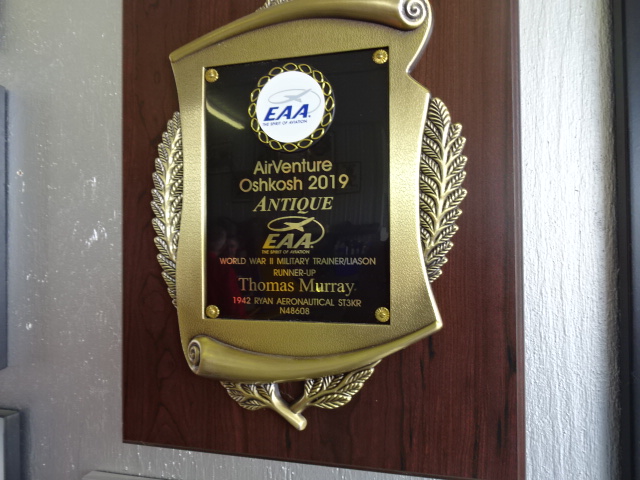 EAA
THE SPIRIT OF AVIATION
AirVenture
Oshkosh 2019
ANTIQUE
EAA
THE SPIRIT OF AVIATION
WORLD WAR II MILITARY TRAINER/LIASON
RUNNER-UP
Thomas Murray
1942 RYAN AERONAUTICAL ST3KR
N48608